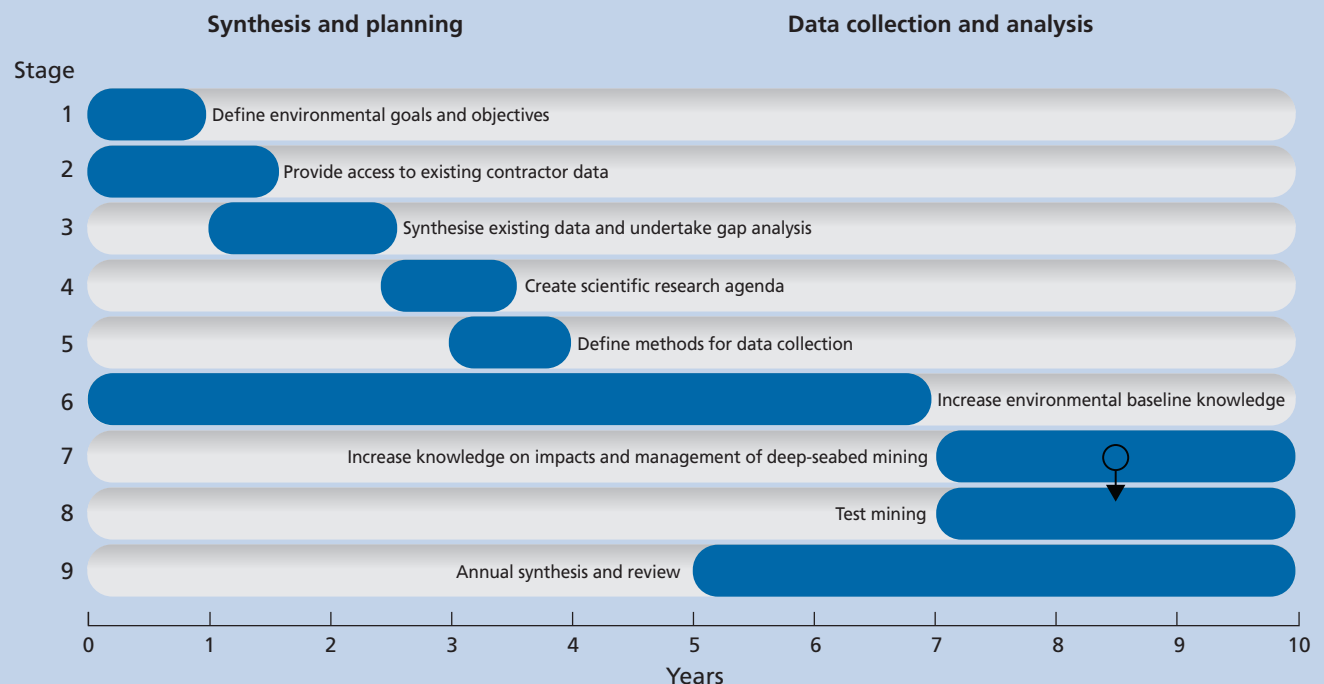 Synthesis and planning
Data collection and analysis
Stage
1
Define environmental goals and objectives
2
Provide access to existing contractor data
3
Synthesise existing data and undertake gap analysis
4
Create scientific research agenda
5
Define methods for data collection
6
Increase environmental baseline knowledge
7
Increase knowledge on impacts and management of deep-seabed mining
8
Test mining
9
Annual synthesis and review
0 1 2 3 4 5 6 7 8 9 10
Years